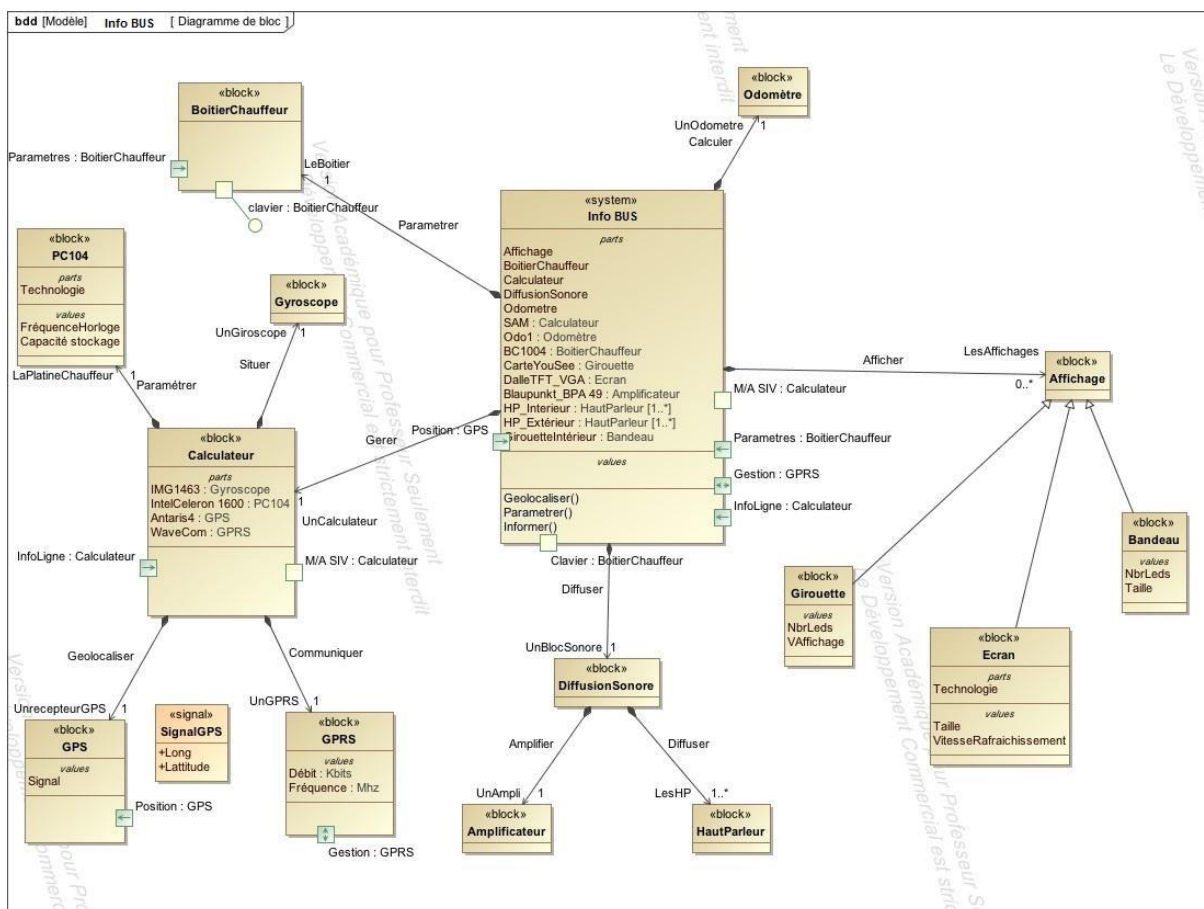 bdd [Modèle] Info BUS [ Diagramme de bloc ]
«block»
BoitierChauffeur
Parametres : BoitierChauffeur
clavier : BoitierChauffeur
LeBoitier
1
Parametrer
«block»
Odomètre
UnOdometre
1
Calculer
«system»
Info BUS
parts
Affichage
BoitierChauffeur
Calculateur
DiffusionSonore
Odometre
SAM : Calculateur
Odo1 : Odomètre
BC1004 : BoitierChauffeur
CarteYouSee : Girouette
DalleTFT_VGA : Ecran
Blaupunkt_BPA 49 : Amplificateur
HP_Interieur : HautParleur [1..*]
HP_Extérieur : HautParleur [1..*]
GirouetteIntérieur : Bandeau
values
Geolocaliser()
Parametrer()
Informer()
Position : GPS
M/A SIV : Calculateur
Parametres : BoitierChauffeur
Gestion : GPRS
InfoLigne : Calculateur
Clavier : BoitierChauffeur
«block»
PC104
parts
Technologie
values
FréquenceHorloge
Capacité stockage
LaPlatineChauffeur
1
Paramétrer
«block»
Gyroscope
UnGiroscope
1
Situer
Gerer
1
UnCalculateur
«block»
Calculateur
parts
IMG1463 : Gyroscope
IntelCeleron 1600 : PC104
Antaris4 : GPS
WaveCom : GPRS
InfoLigne : Calculateur
M/A SIV : Calculateur
Afficher
LesAffichages
0..*
«block»
Affichage
«block»
Bandeau
values
NbrLeds
Taille
«block»
Girouette
values
NbrLeds
VAffichage
«block»
Ecran
parts
Technologie
values
Taille
VitesseRafraichissement
Geolocaliser
UnrecepteurGPS
1
«block»
GPS
values
Signal
Position : GPS
«signal»
SignalGPS
+Long
+Lattitude
Communiquer
UnGPRS
1
«block»
GPRS
values
Débit : Kbits
Fréquence : Mhz
Gestion : GPRS
Diffuser
UnBlocSonore
1
«block»
DiffusionSonore
Amplifier
UnAmpli
1
«block»
Amplificateur
Diffuser
LesHP
1..*
«block»
HautParleur